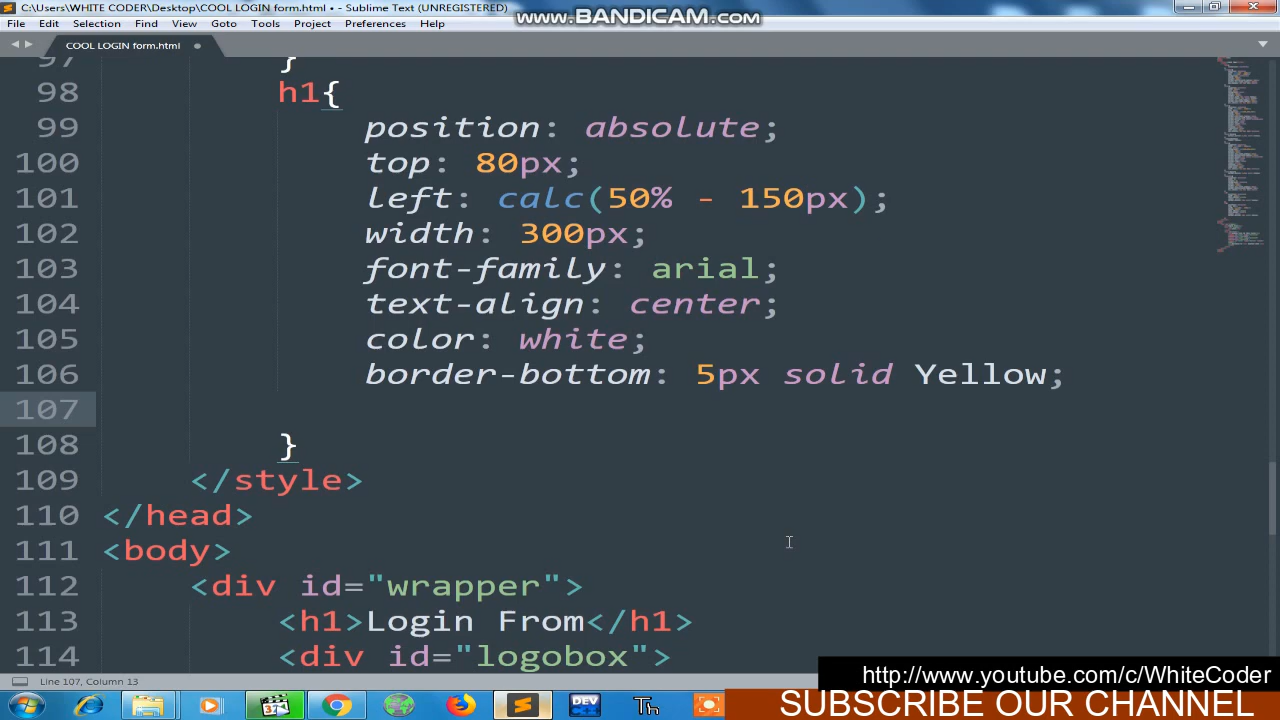 C:\Users\WHITE CODER\Desktop\COOL LOGIN form.html • - Sublime Text (UNREGISTERED)
www.BANDICAM.com
File Edit Selection Find View Goto Tools Project Preferences Help
COOL LOGIN form.html
97 }
98 h1{
99 position: absolute;
100 top: 80px;
101 left: calc(50% - 150px);
102 width: 300px;
103 font-family: arial;
104 text-align: center;
105 color: white;
106 border-bottom: 5px solid Yellow;
107
108 }
109 </style>
110 </head>
111 <body>
112 <div id="wrapper">
113 <h1>Login From</h1>
114 <div id="logobox">
Line 107, Column 13
http://www.youtube.com/c/WhiteCoder
SUBSCRIBE OUR CHANNEL
DEV
C++
Th